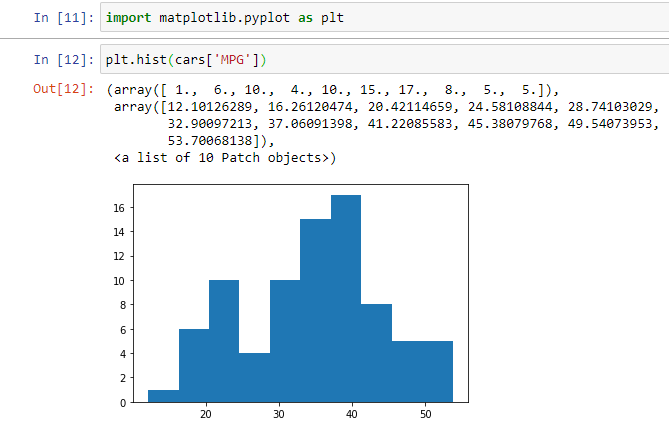 In [11]: import matplotlib.pyplot as plt
In [12]: plt.hist(cars['MPG'])
Out[12]: (array([ 1.,  6., 10.,  4., 10., 15., 17.,  8.,  5.,  5.]),
array([12.10126289, 16.26120474, 20.42114659, 24.58108844, 28.74103029,
32.90097213, 37.06091398, 41.22085583, 45.38079768, 49.54073953,
53.70068138]),
<a list of 10 Patch objects>)
16
14
12
10
8
6
4
2
0
20 30 40 50